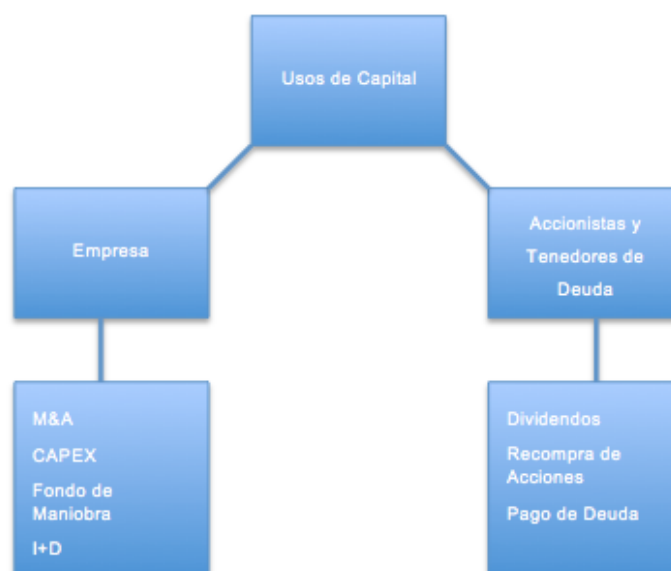 Usos de Capital
Empresa
Accionistas y
Tenedores de
Deuda
M&A
CAPEX
Fondo de
Maniobra
I+D
Dividendos
Recompra de
Acciones
Pago de Deuda